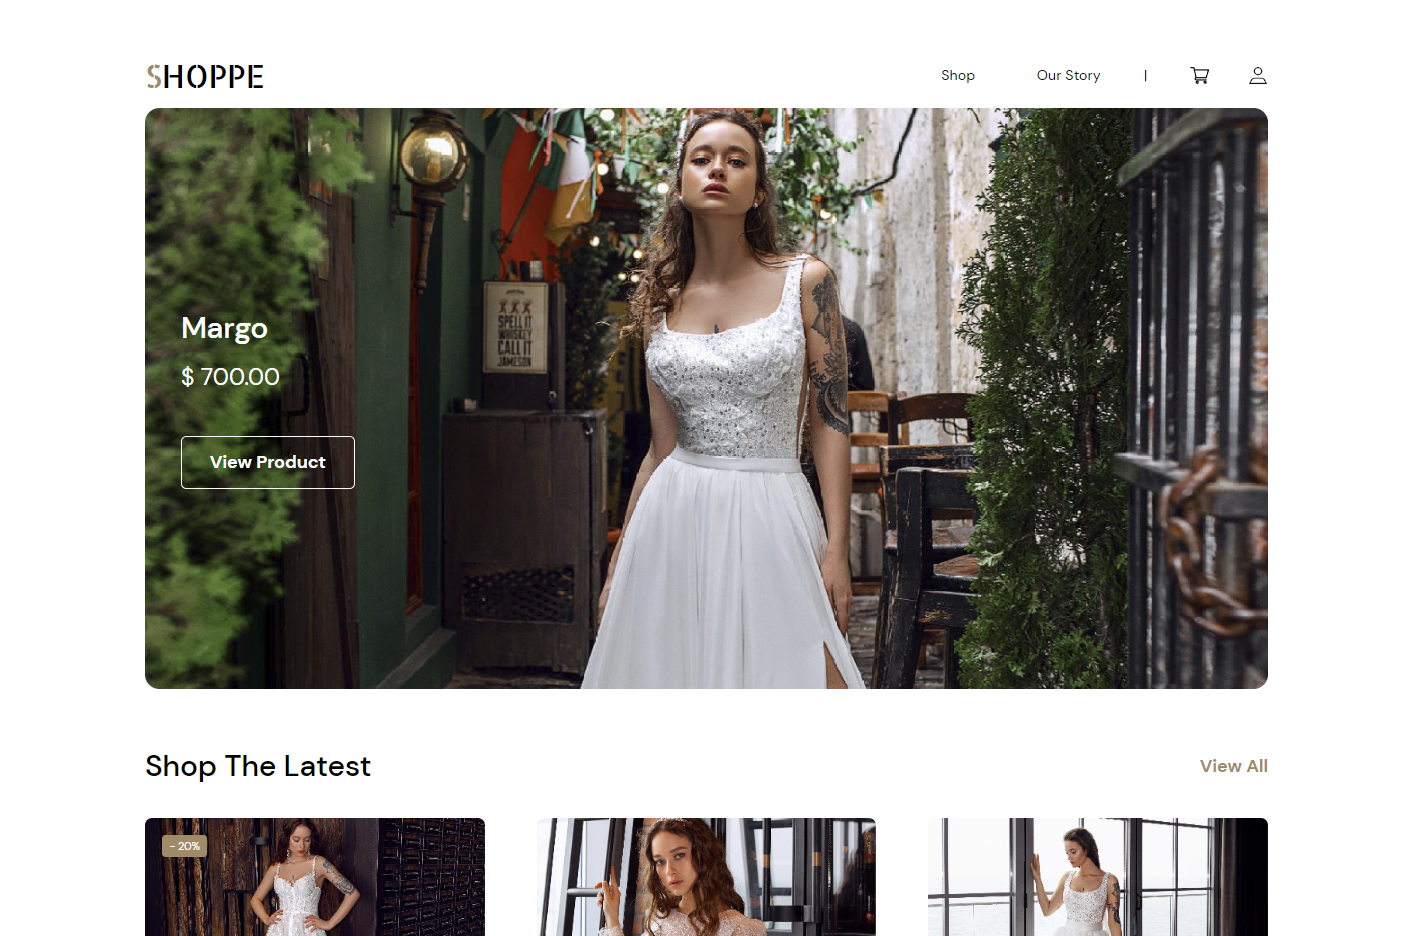 SHOPPE
Shop
Our Story
|
SPELL IT
WHISKEY
CALL IT
JAMESON
Margo
$ 700.00
View Product
Shop The Latest
View All
- 20%